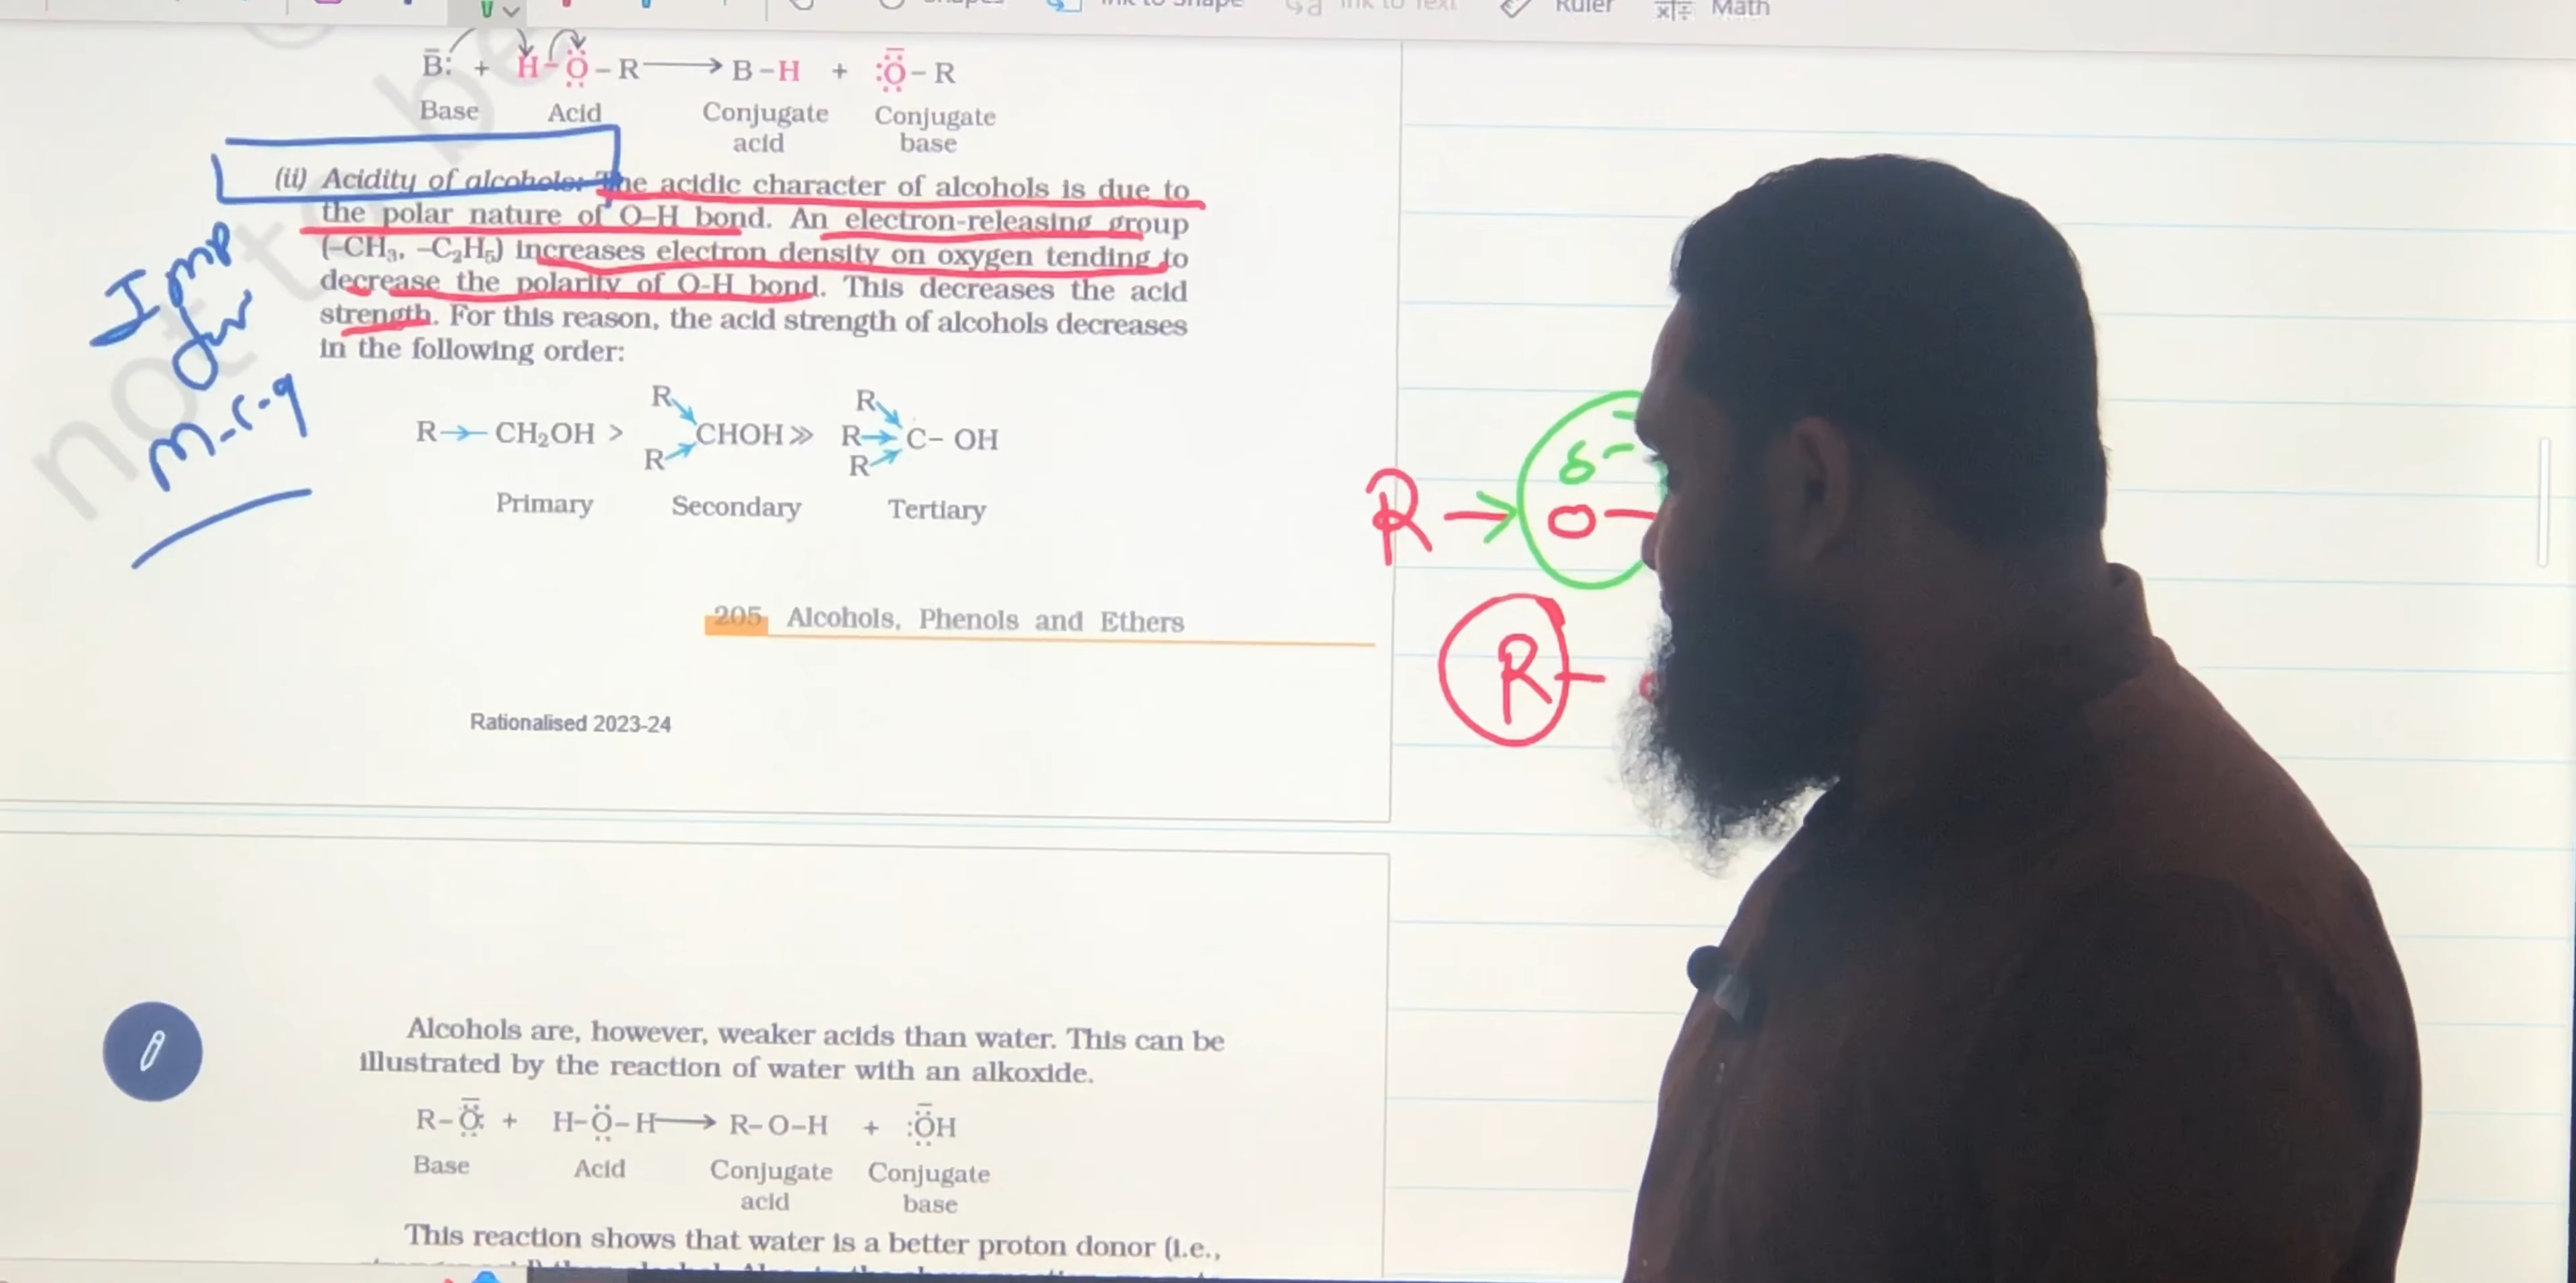 Ruler
Math
B̄: + H-Ö-R → B-H + :Ō-R
Base Acid Conjugate acid Conjugate base
(ii) Acidity of alcohols: The acidic character of alcohols is due to
the polar nature of O–H bond. An electron-releasing group
(–CH₃, –C₂H₅) increases electron density on oxygen tending to
decrease the polarity of O-H bond. This decreases the acid
strength. For this reason, the acid strength of alcohols decreases
in the following order:
Imp
for
m-c-q
R→CH₂OH > R R CHOH ≫ R R R C– OH
Primary Secondary Tertiary
δ-
R → O –
R –
205 Alcohols, Phenols and Ethers
Rationalised 2023-24
not to be
Alcohols are, however, weaker acids than water. This can be
illustrated by the reaction of water with an alkoxide.
R–Ō: + H–Ö–H → R–O–H + :ŌH
Base Acid Conjugate acid Conjugate base
This reaction shows that water is a better proton donor (i.e.,